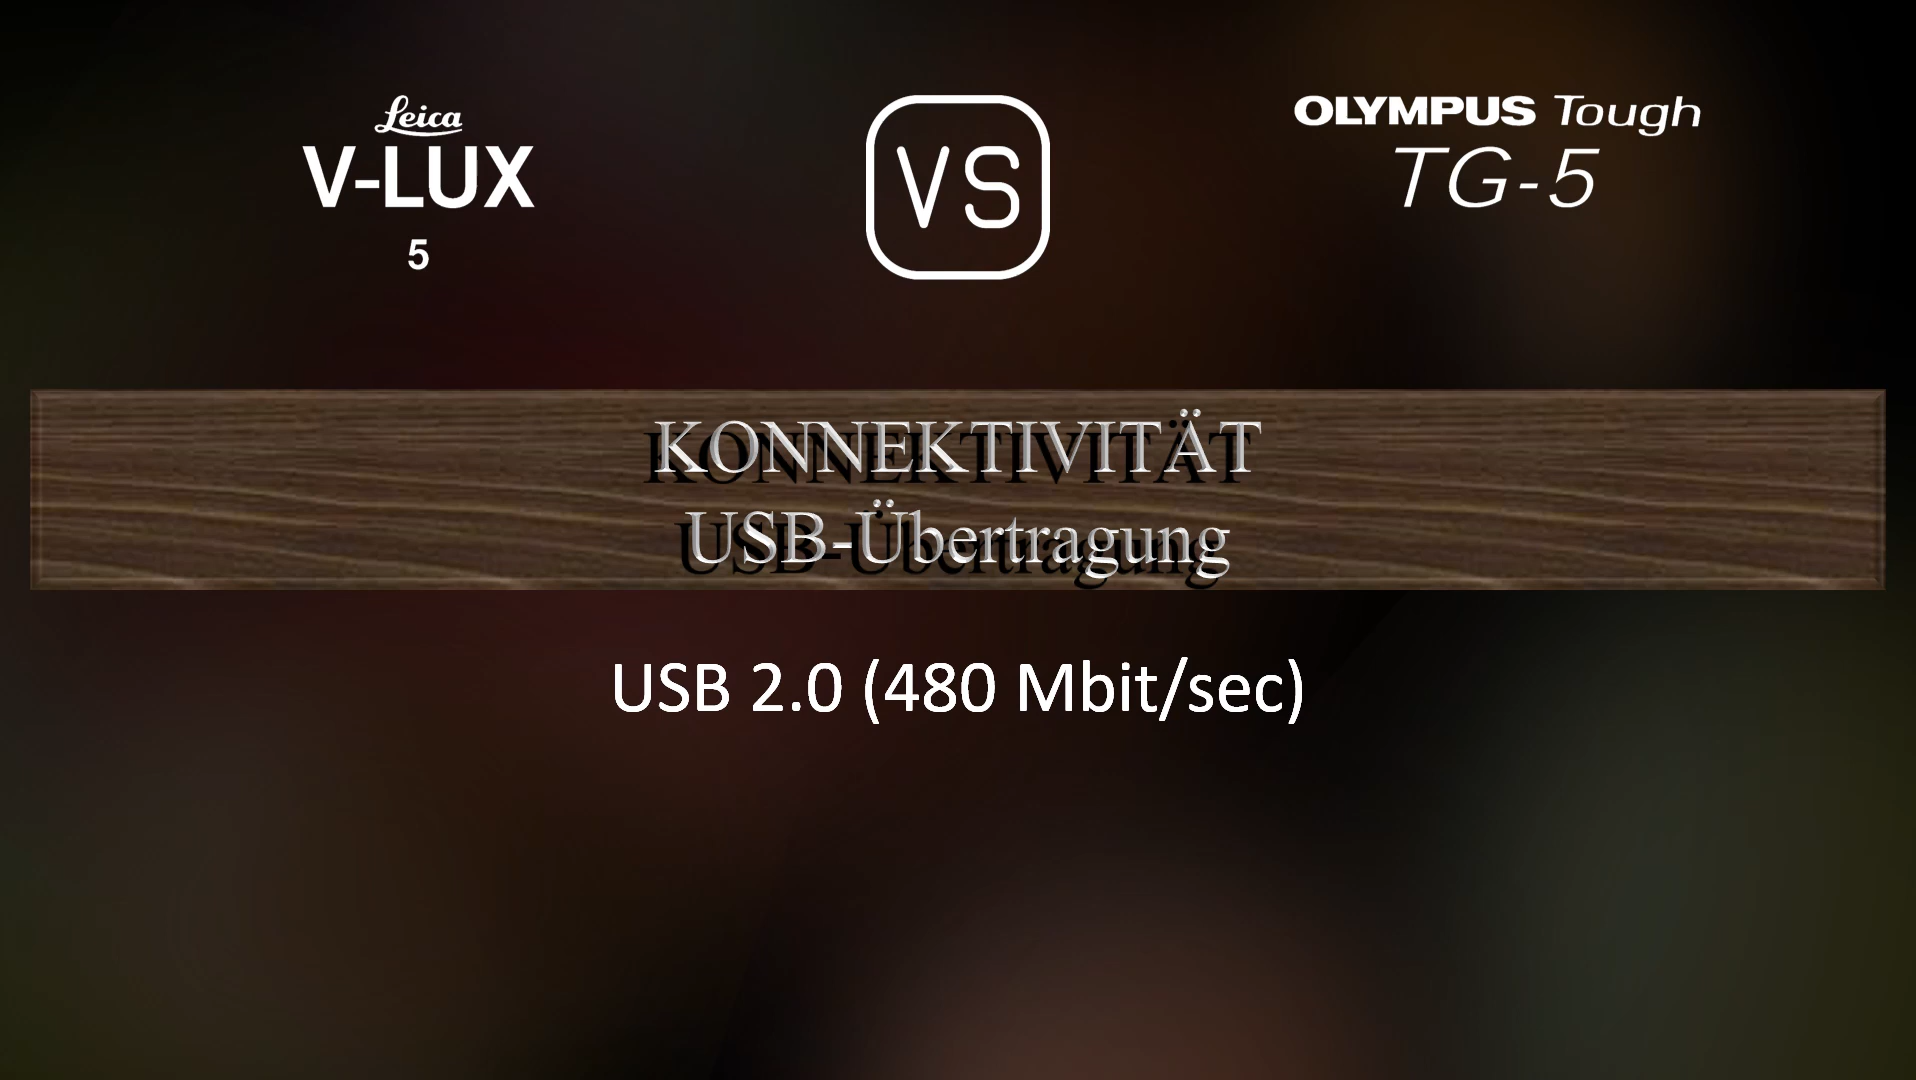 Leica
V-LUX
5
VS
OLYMPUS Tough
TG-5
KONNEKTIVITÄT
USB-Übertragung
USB 2.0 (480 Mbit/sec)